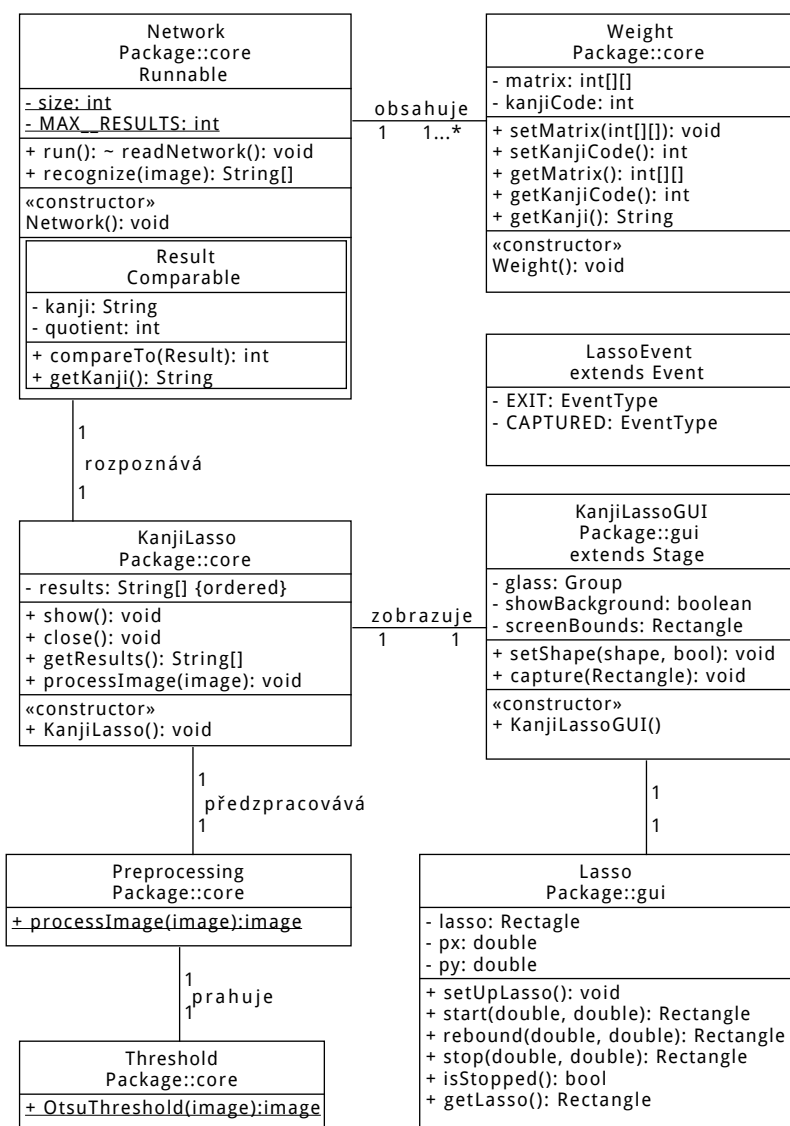 Network
Package::core
Runnable
- size: int
- MAX__RESULTS: int
+ run(): ~ readNetwork(): void
+ recognize(image): String[]
«constructor»
Network(): void
Result
Comparable
- kanji: String
- quotient: int
+ compareTo(Result): int
+ getKanji(): String
obsahuje
1 1...*
Weight
Package::core
- matrix: int[][]
- kanjiCode: int
+ setMatrix(int[][]): void
+ setKanjiCode(): int
+ getMatrix(): int[][]
+ getKanjiCode(): int
+ getKanji(): String
«constructor»
Weight(): void
LassoEvent
extends Event
- EXIT: EventType
- CAPTURED: EventType
1
rozpoznává
1
KanjiLasso
Package::core
- results: String[] {ordered}
+ show(): void
+ close(): void
+ getResults(): String[]
+ processImage(image): void
«constructor»
+ KanjiLasso(): void
zobrazuje
1 1
KanjiLassoGUI
Package::gui
extends Stage
- glass: Group
- showBackground: boolean
- screenBounds: Rectangle
+ setShape(shape, bool): void
+ capture(Rectangle): void
«constructor»
+ KanjiLassoGUI()
1
předzpracovává
1
1
1
Preprocessing
Package::core
+ processImage(image):image
1
prahuje
1
Threshold
Package::core
+ OtsuThreshold(image):image
Lasso
Package::gui
- lasso: Rectagle
- px: double
- py: double
+ setUpLasso(): void
+ start(double, double): Rectangle
+ rebound(double, double): Rectangle
+ stop(double, double): Rectangle
+ isStopped(): bool
+ getLasso(): Rectangle